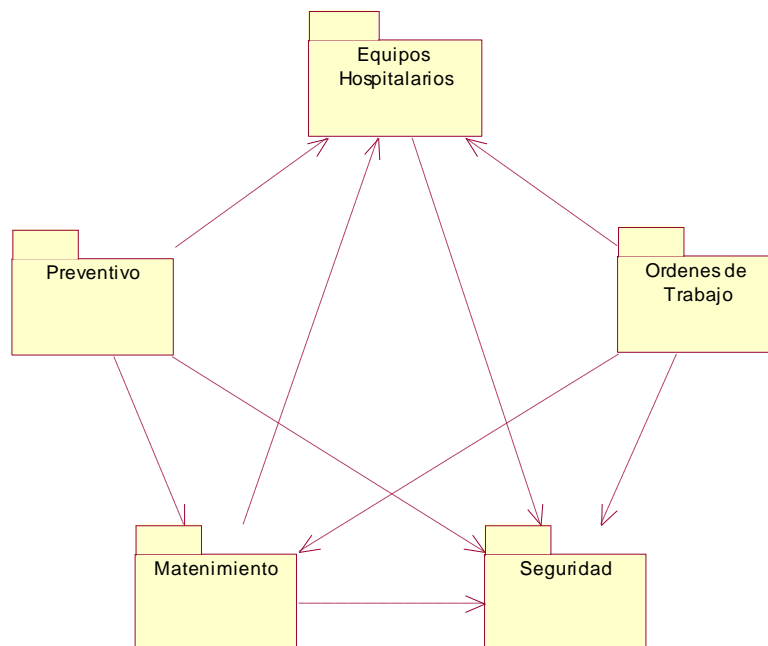 Equipos
Hospitalarios
Preventivo
Ordenes de
Trabajo
Matenimiento
Seguridad